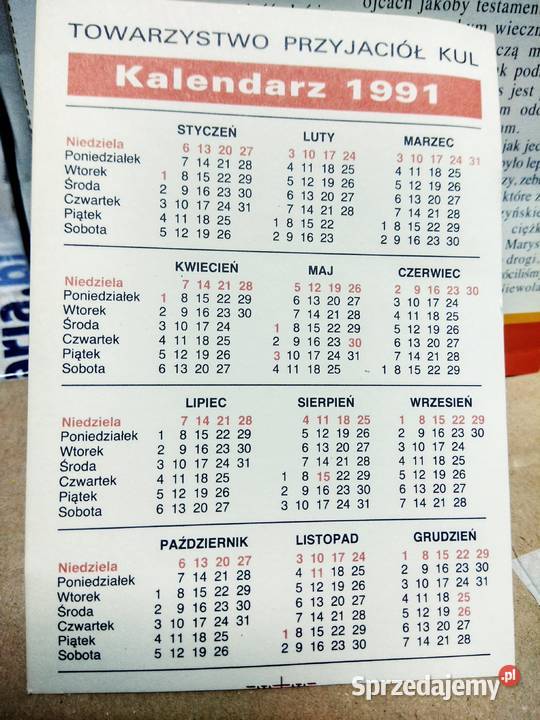 TOWARZYSTWO PRZYJACIÓŁ KUL
Kalendarz 1991
STYCZEŃ LUTY MARZEC
Niedziela 6 13 20 27 3 10 17 24 3 10 17 24 31
Poniedziałek 7 14 21 28 4 11 18 25 4 11 18 25
Wtorek 1 8 15 22 29 5 12 19 26 5 12 19 26
Środa 2 9 16 23 30 6 13 20 27 6 13 20 27
Czwartek 3 10 17 24 31 7 14 21 28 7 14 21 28
Piątek 4 11 18 25 1 8 15 22 1 8 15 22 29
Sobota 5 12 19 26 2 9 16 23 2 9 16 23 30
KWIECIEŃ MAJ CZERWIEC
Niedziela 7 14 21 28 5 12 19 26 2 9 16 23 30
Poniedziałek 1 8 15 22 29 6 13 20 27 3 10 17 24
Wtorek 2 9 16 23 30 7 14 21 28 4 11 18 25
Środa 3 10 17 24 1 8 15 22 29 5 12 19 26
Czwartek 4 11 18 25 2 9 16 23 30 6 13 20 27
Piątek 5 12 19 26 3 10 17 24 31 7 14 21 28
Sobota 6 13 20 27 4 11 18 25 1 8 15 22 29
LIPIEC SIERPIEŃ WRZESIEŃ
Niedziela 7 14 21 28 4 11 18 25 1 8 15 22 29
Poniedziałek 1 8 15 22 29 5 12 19 26 2 9 16 23 30
Wtorek 2 9 16 23 30 6 13 20 27 3 10 17 24
Środa 3 10 17 24 31 7 14 21 28 4 11 18 25
Czwartek 4 11 18 25 1 8 15 22 29 5 12 19 26
Piątek 5 12 19 26 2 9 16 23 30 6 13 20 27
Sobota 6 13 20 27 3 10 17 24 31 7 14 21 28
PAŹDZIERNIK LISTOPAD GRUDZIEŃ
Niedziela 6 13 20 27 3 10 17 24 1 8 15 22 29
Poniedziałek 7 14 21 28 4 11 18 25 2 9 16 23 30
Wtorek 1 8 15 22 29 5 12 19 26 3 10 17 24 31
Środa 2 9 16 23 30 6 13 20 27 4 11 18 25
Czwartek 3 10 17 24 31 7 14 21 28 5 12 19 26
Piątek 4 11 18 25 1 8 15 22 29 6 13 20 27
Sobota 5 12 19 26 2 9 16 23 30 7 14 21 28
ojcach jakoby testament
wieczn
jest
jak jec
było lep
które z
Marys
drogi.
Sprzedajemy.pl